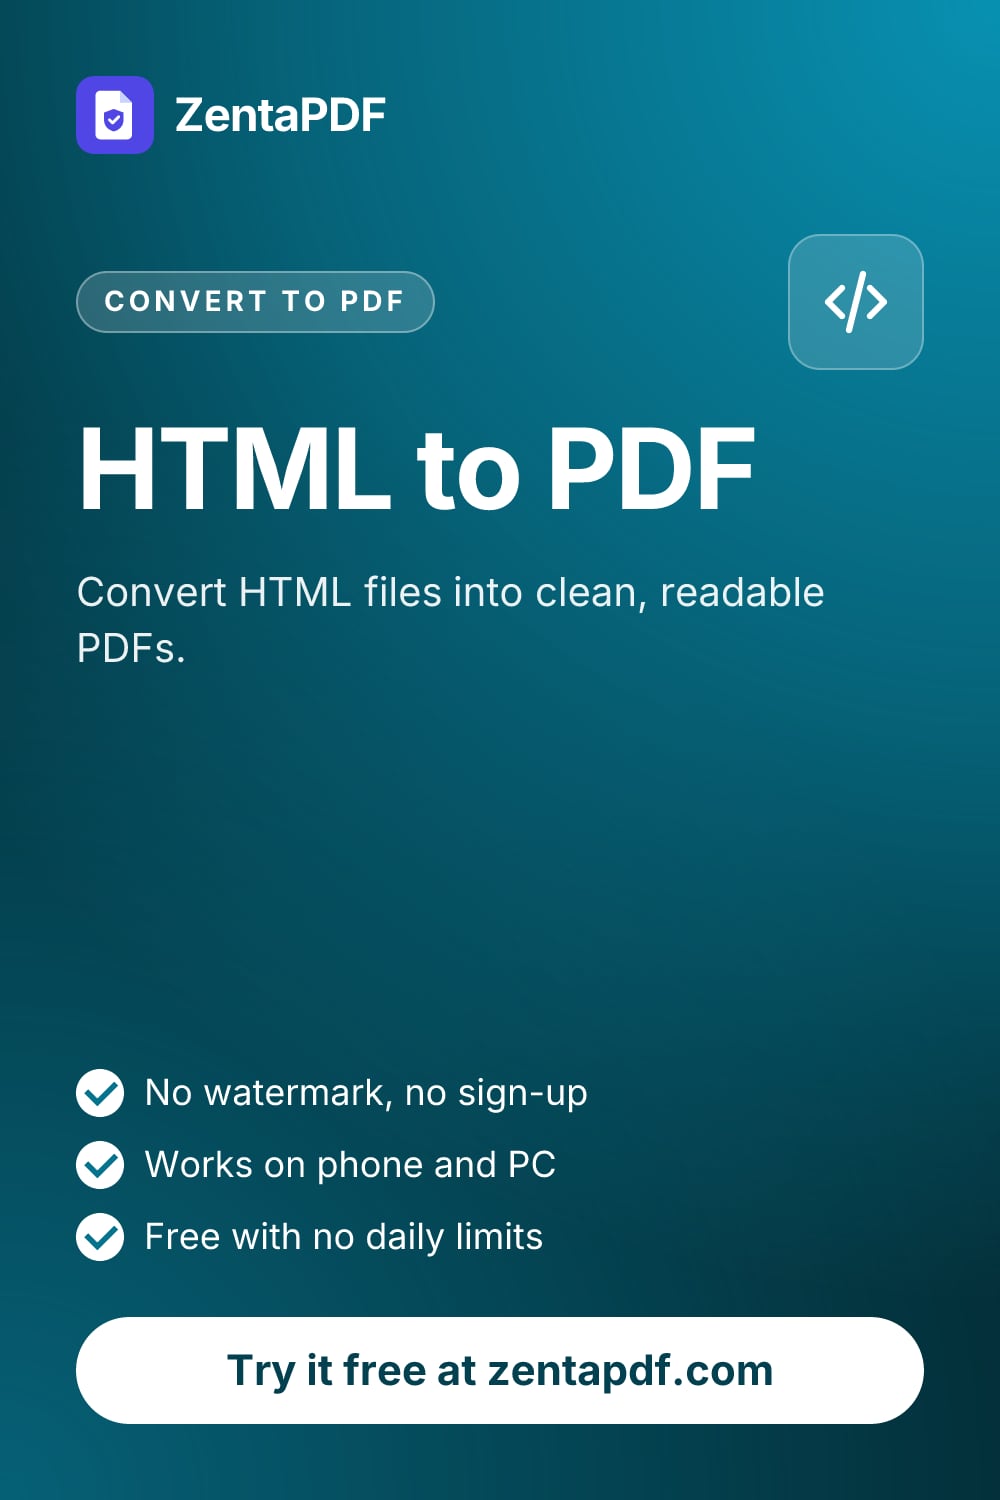 ZentaPDF
CONVERT TO PDF
HTML to PDF
Convert HTML files into clean, readable
PDFs.
No watermark, no sign-up
Works on phone and PC
Free with no daily limits
Try it free at zentapdf.com